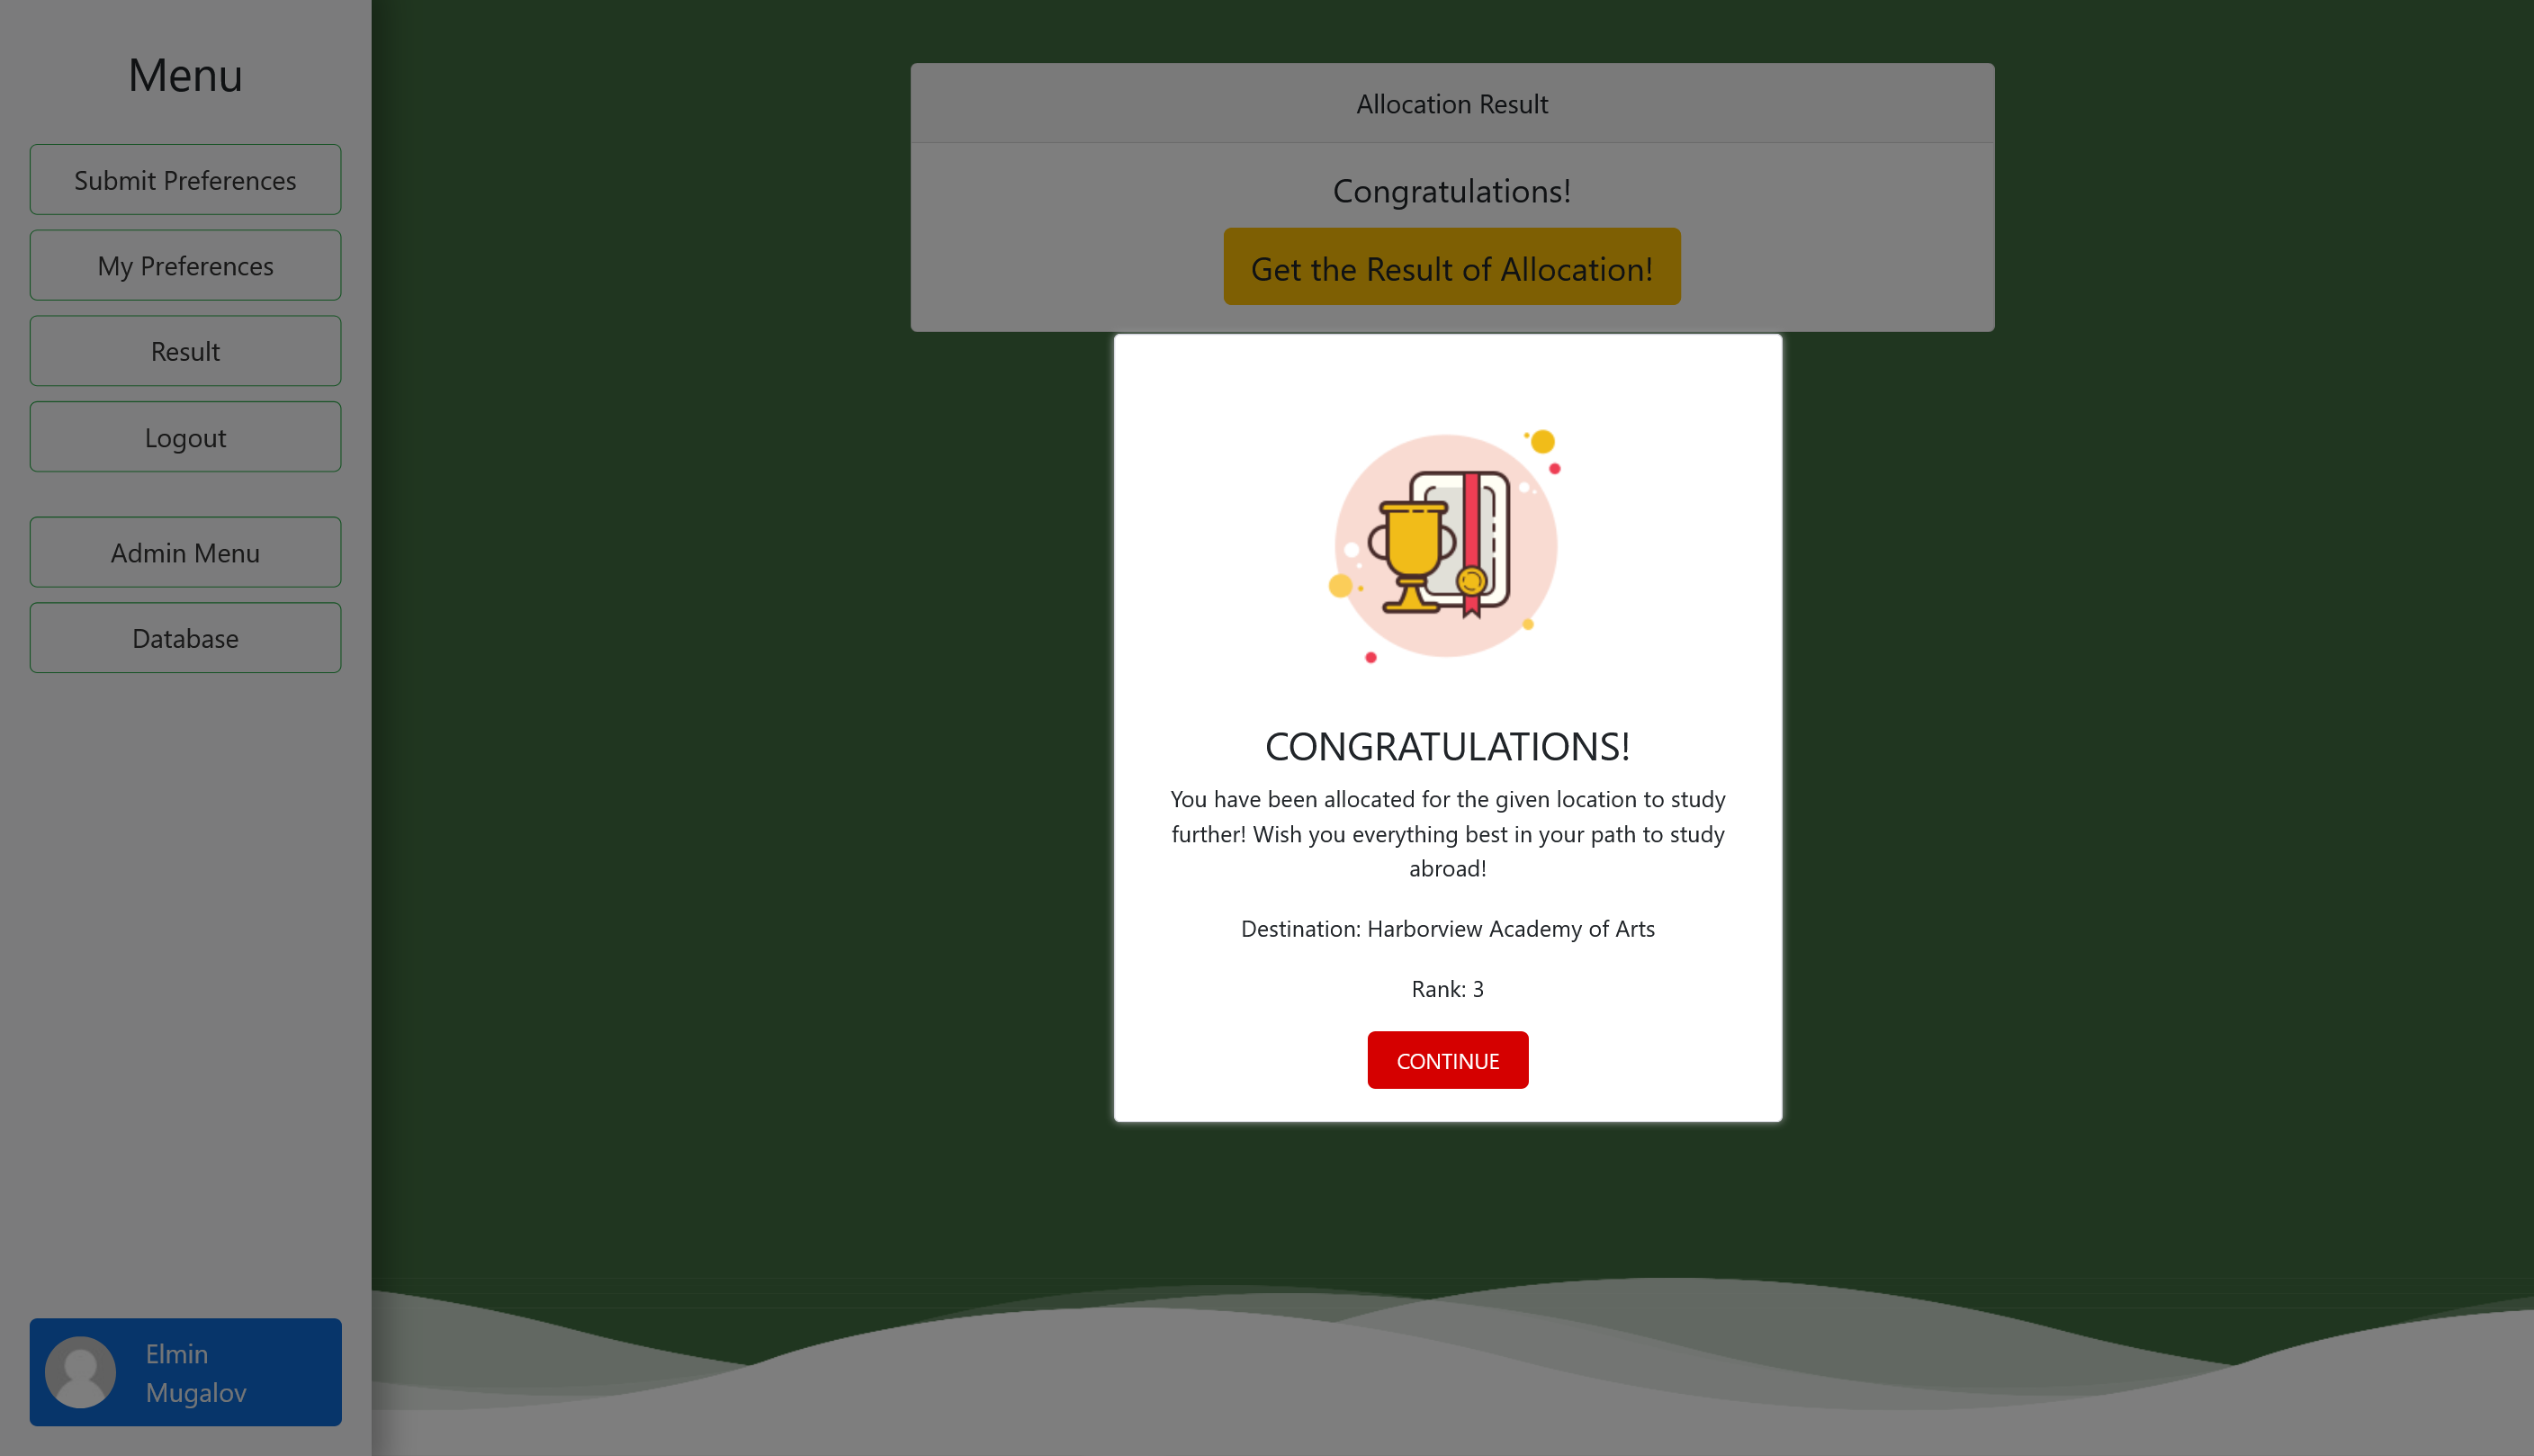 Menu
Submit Preferences
My Preferences
Result
Logout
Admin Menu
Database
Elmin
Mugalov
Allocation Result
Congratulations!
Get the Result of Allocation!
CONGRATULATIONS!
You have been allocated for the given location to study
further! Wish you everything best in your path to study
abroad!
Destination: Harborview Academy of Arts
Rank: 3
CONTINUE